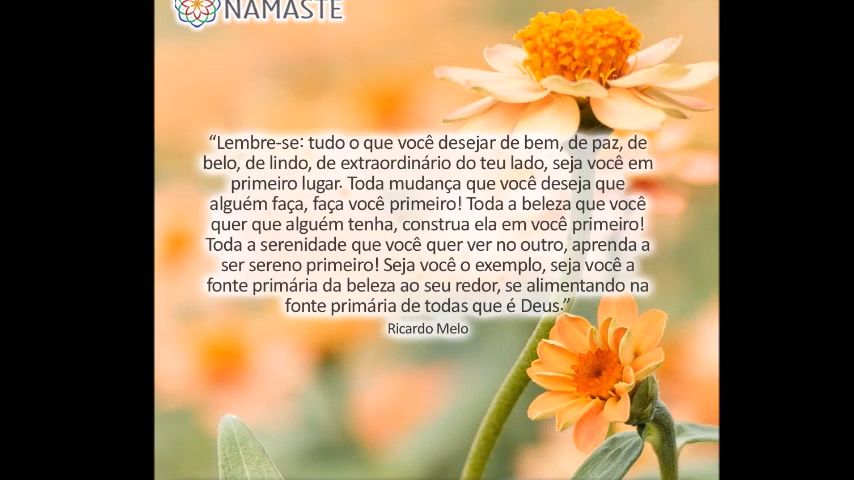 NAMASTE
“Lembre-se: tudo o que você desejar de bem, de paz, de
belo, de lindo, de extraordinário do teu lado, seja você em
primeiro lugar. Toda mudança que você deseja que
alguém faça, faça você primeiro! Toda a beleza que você
quer que alguém tenha, construa ela em você primeiro!
Toda a serenidade que você quer ver no outro, aprenda a
ser sereno primeiro! Seja você o exemplo, seja você a
fonte primária da beleza ao seu redor, se alimentando na
fonte primária de todas que é Deus.”
Ricardo Melo